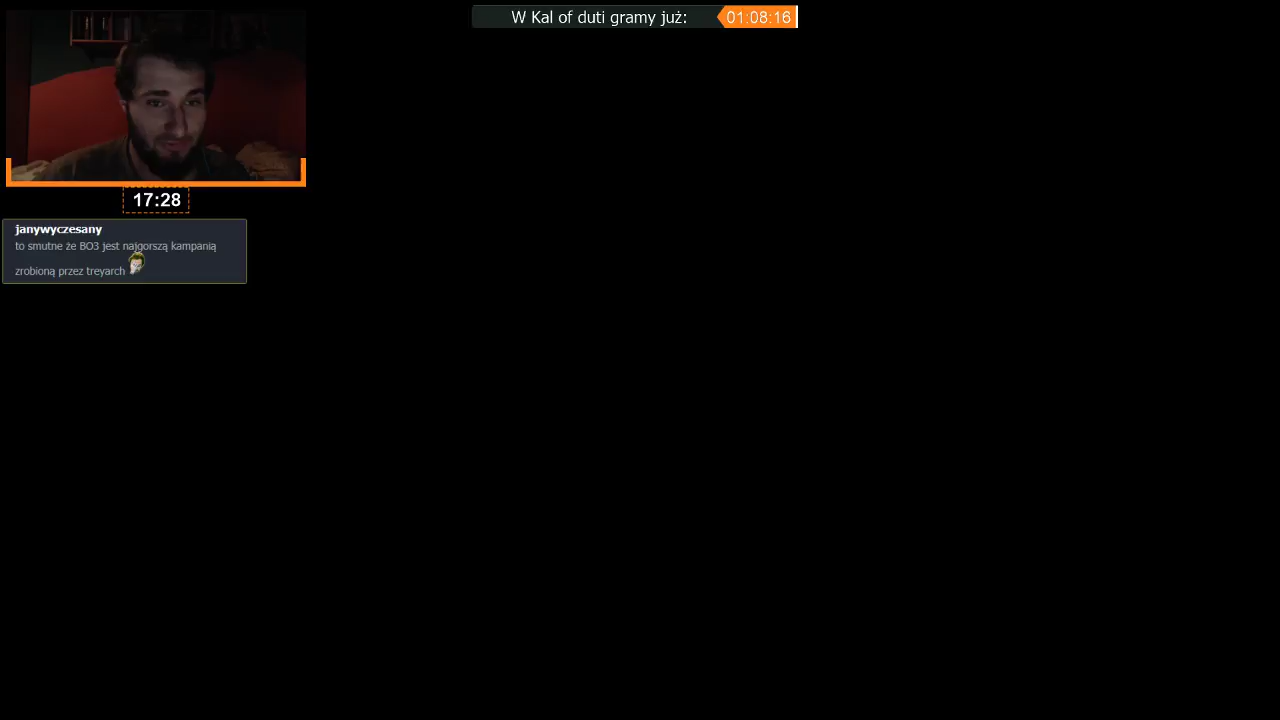 W Kal of duti gramy już: 01:08:16
17:28
janywyczesany
to smutne że BO3 jest najgorszą kampanią
zrobioną przez treyarch